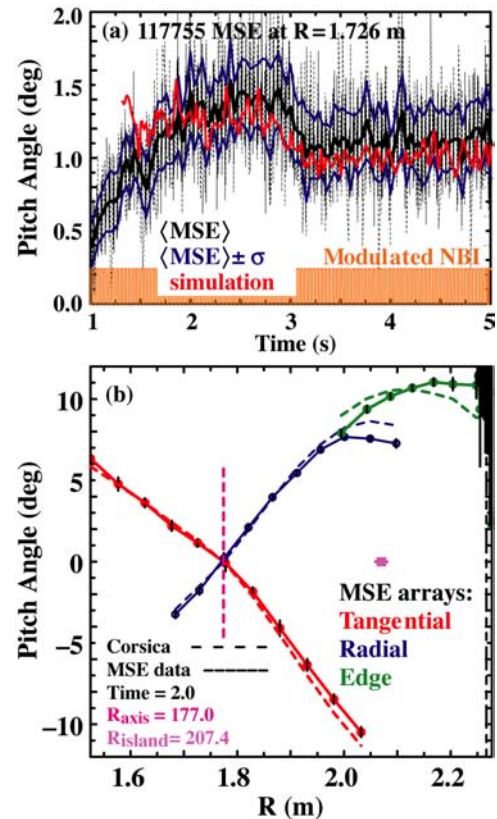 (a) 117755 MSE at R=1.726 m
2.0
1.5
1.0
0.5
0.0
Pitch Angle (deg)
⟨MSE⟩
⟨MSE⟩ ± σ
simulation
Modulated NBI
1 2 3 4 5
Time (s)
(b)
10
5
0
-5
-10
Pitch Angle (deg)
MSE arrays:
Tangential
Radial
Edge
Corsica
MSE data
Time = 2.0
Raxis = 177.0
Risland = 207.4
1.6 1.8 2.0 2.2
R (m)